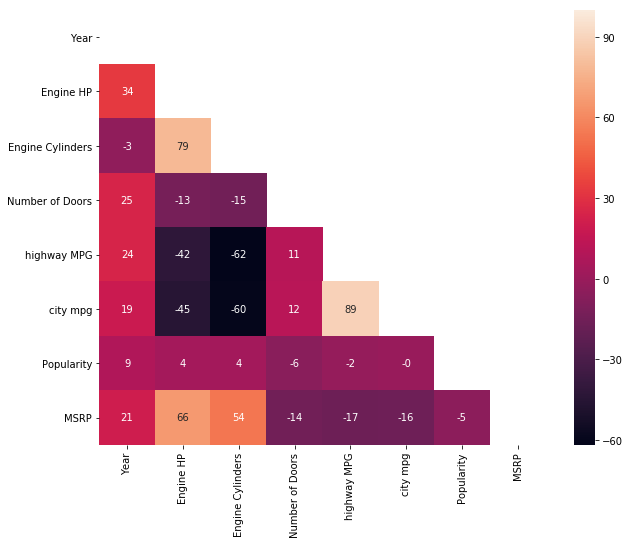 Year
Engine HP 34
Engine Cylinders -3 79
Number of Doors 25 -13 -15
highway MPG 24 -42 -62 11
city mpg 19 -45 -60 12 89
Popularity 9 4 4 -6 -2 -0
MSRP 21 66 54 -14 -17 -16 -5
Year
Engine HP
Engine Cylinders
Number of Doors
highway MPG
city mpg
Popularity
MSRP
90
60
30
0
−30
−60